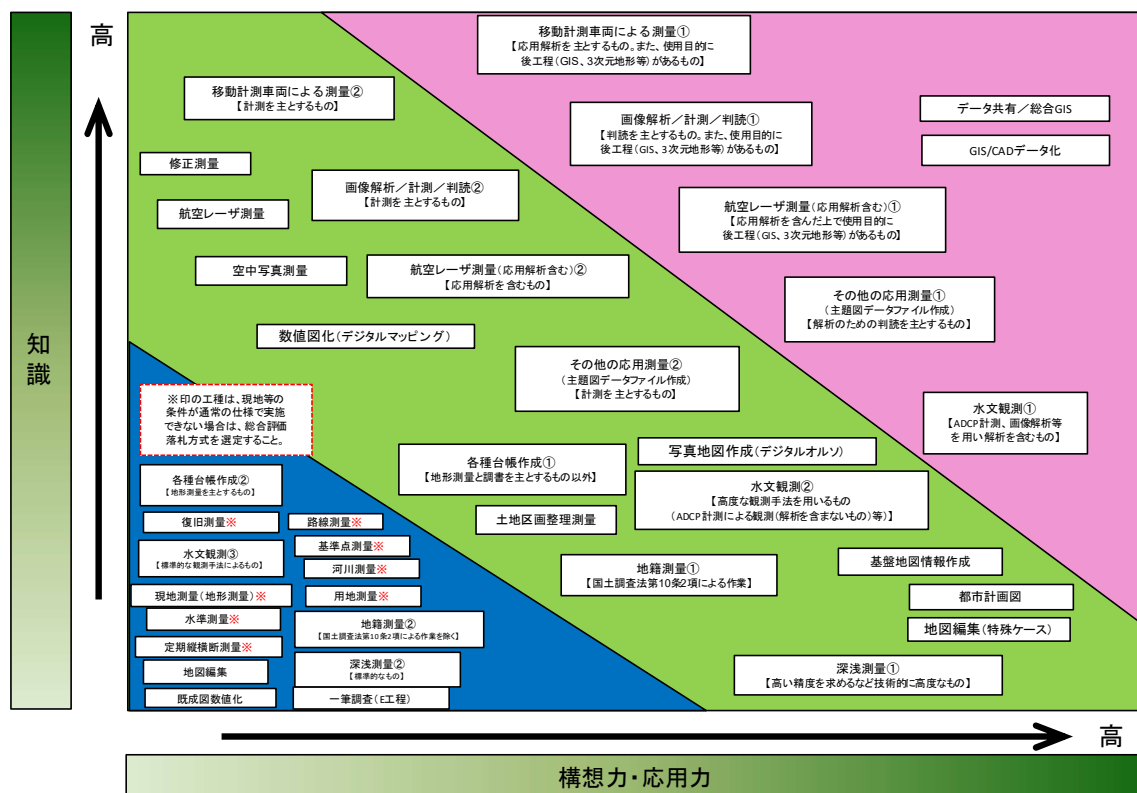 高
知識
移動計測車両による測量①
【応用解析を主とするもの。また、使用目的に
後工程(GIS、3次元地形等)があるもの】
移動計測車両による測量②
【計測を主とするもの】
データ共有／総合GIS
画像解析／計測／判読①
【判読を主とするもの。また、使用目的に
後工程(GIS、3次元地形等)があるもの】
GIS/CADデータ化
修正測量
画像解析／計測／判読②
【計測を主とするもの】
航空レーザ測量
航空レーザ測量(応用解析含む)①
【応用解析を含んだ上で使用目的に
後工程(GIS、3次元地形等)があるもの】
空中写真測量
航空レーザ測量(応用解析含む)②
【応用解析を含むもの】
その他の応用測量①
(主題図データファイル作成)
【解析のための判読を主とするもの】
数値図化(デジタルマッピング)
その他の応用測量②
(主題図データファイル作成)
【計測を主とするもの】
※印の工種は、現地等の
条件が通常の仕様で実施
できない場合は、総合評価
落札方式を選定すること。
水文観測①
【ADCP計測、画像解析等
を用い解析を含むもの】
写真地図作成(デジタルオルソ)
各種台帳作成①
【地形測量と調書を主とするもの以外】
各種台帳作成②
【地形測量を主とするもの】
水文観測②
【高度な観測手法を用いるもの
(ADCP計測による観測(解析を含まないもの)等)】
土地区画整理測量
復旧測量※
路線測量※
水文観測③
【標準的な観測手法によるもの】
基準点測量※
河川測量※
地籍測量①
【国土調査法第10条2項による作業】
基盤地図情報作成
現地測量(地形測量)※
用地測量※
都市計画図
水準測量※
地籍測量②
【国土調査法第10条2項による作業を除く】
地図編集(特殊ケース)
定期縦横断測量※
地図編集
深浅測量②
【標準的なもの】
深浅測量①
【高い精度を求めるなど技術的に高度なもの】
既成図数値化
一筆調査(E工程)
高
構想力・応用力